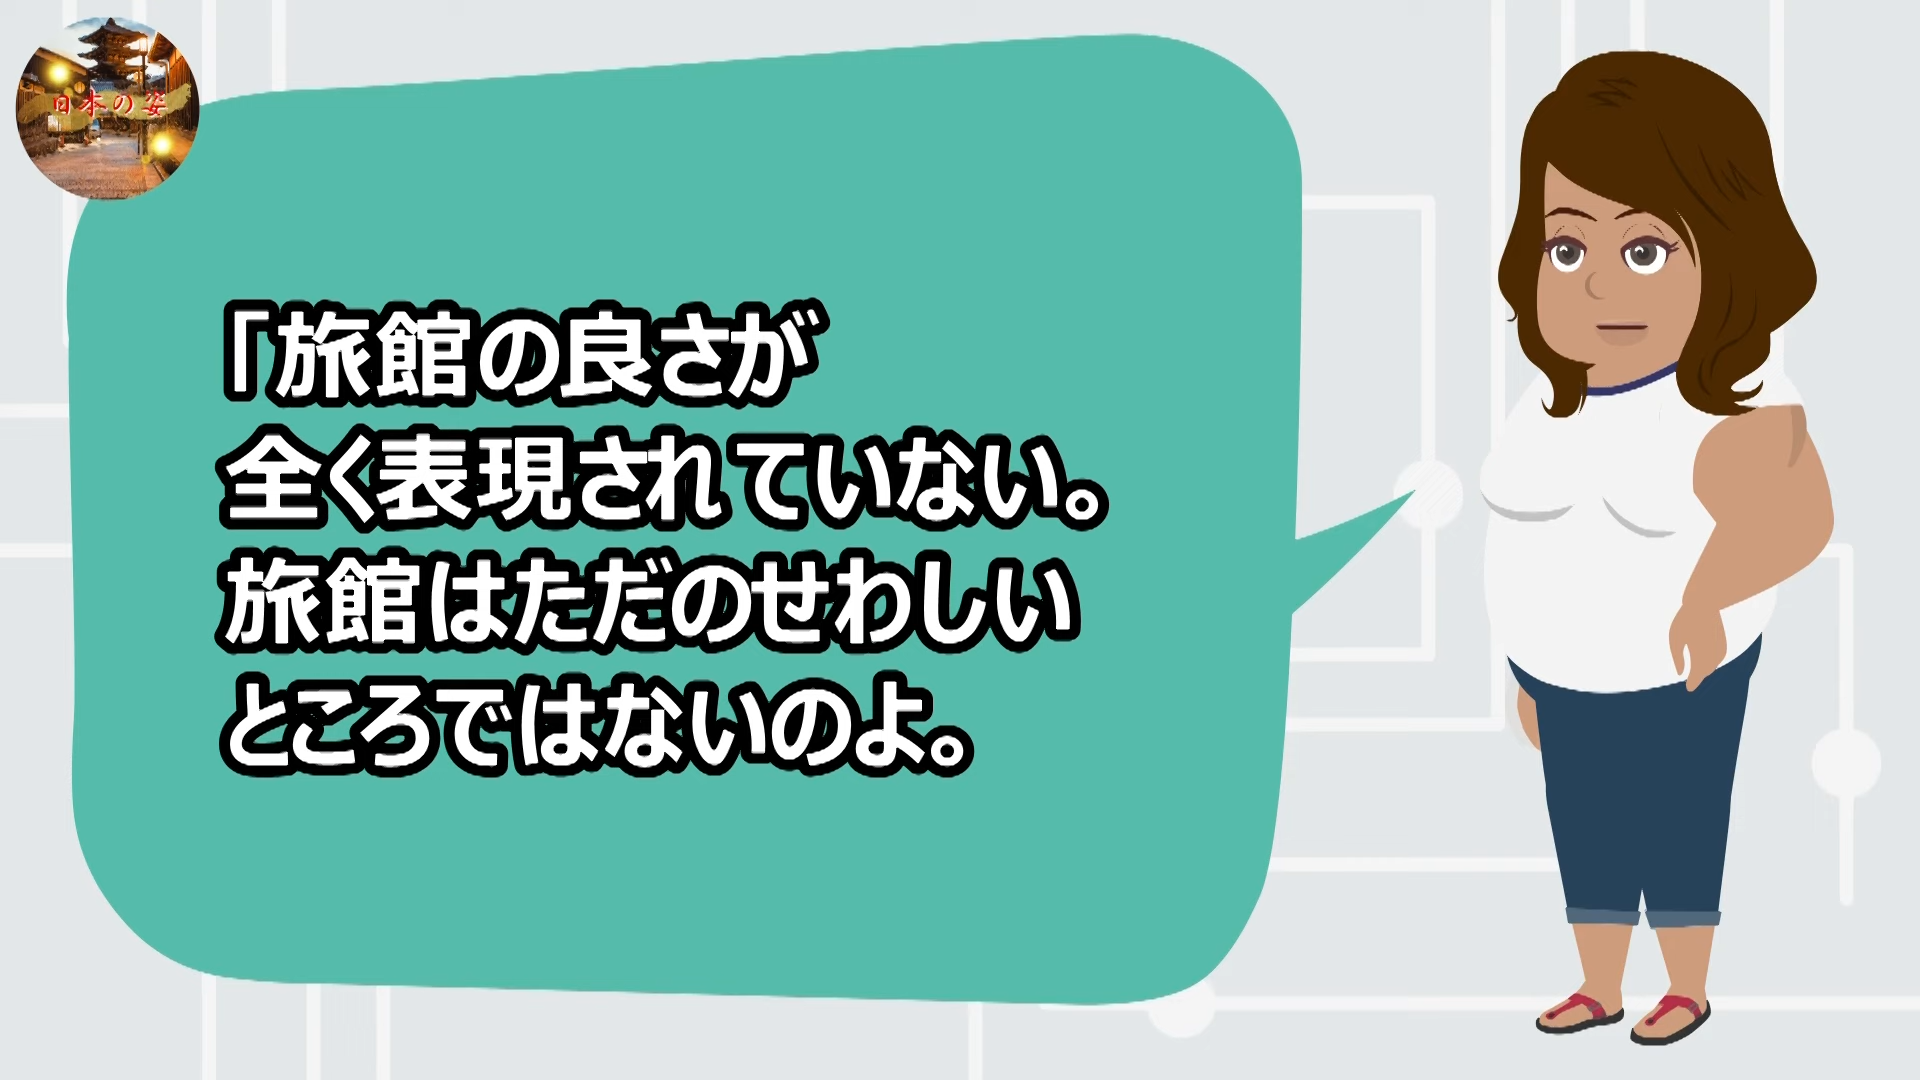 日本の姿
「旅館の良さが
全く表現されていない。
旅館はただのせわしい
ところではないのよ。